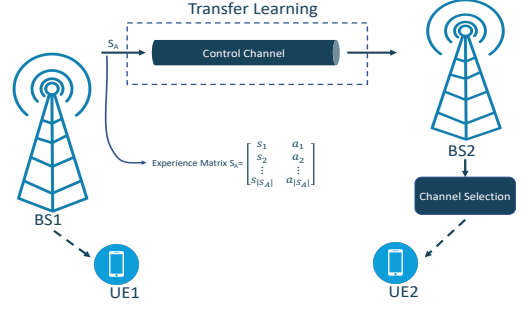 Transfer Learning
S_A
Control Channel
Experience Matrix S_A=
s_1 a_1
s_2 a_2
⋮ ⋮
s_|S_A| a_|S_A|
BS1
BS2
Channel Selection
UE1
UE2